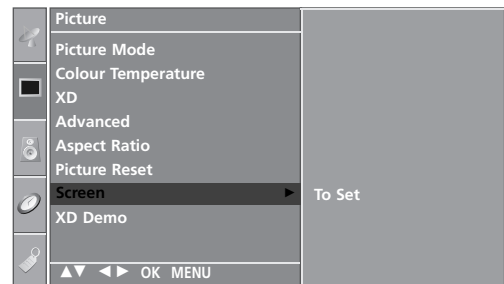 Picture
Picture Mode
Colour Temperature
XD
Advanced
Aspect Ratio
Picture Reset
Screen ► To Set
XD Demo
▲▼ ◄► OK MENU